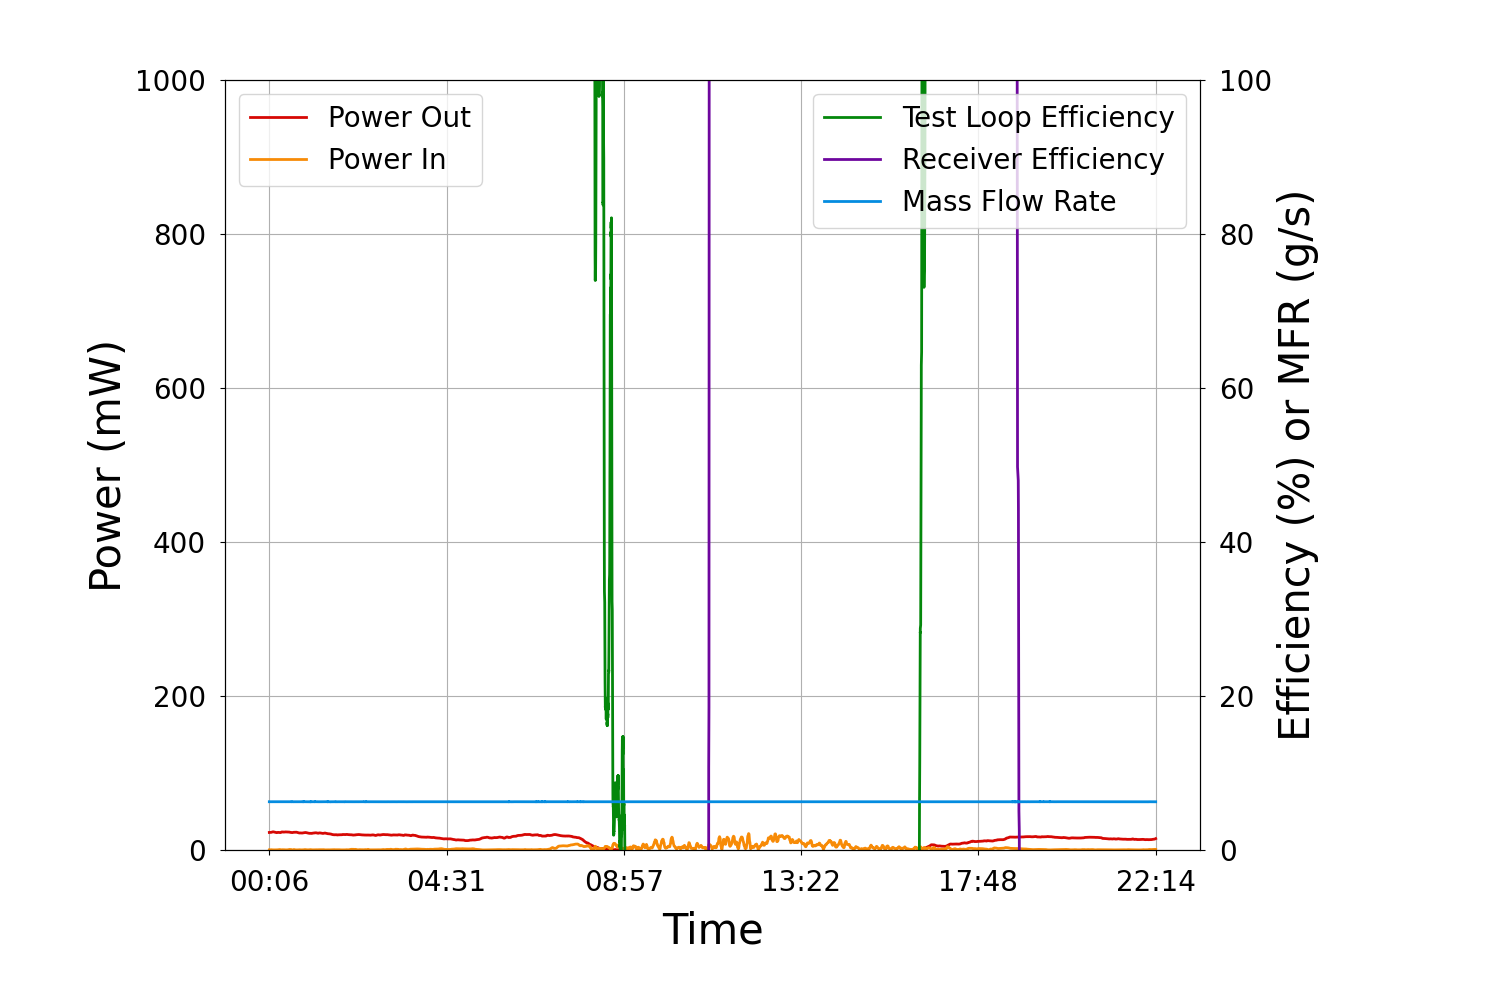 1000
800
600
400
200
0
Power (mW)
Power Out
Power In
Test Loop Efficiency
Receiver Efficiency
Mass Flow Rate
100
80
60
40
20
0
Efficiency (%) or MFR (g/s)
00:06 04:31 08:57 13:22 17:48 22:14
Time